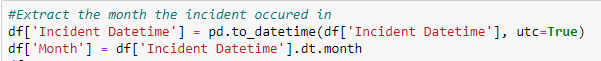 #Extract the month the incident occured in
df['Incident Datetime'] = pd.to_datetime(df['Incident Datetime'], utc=True)
df['Month'] = df['Incident Datetime'].dt.month